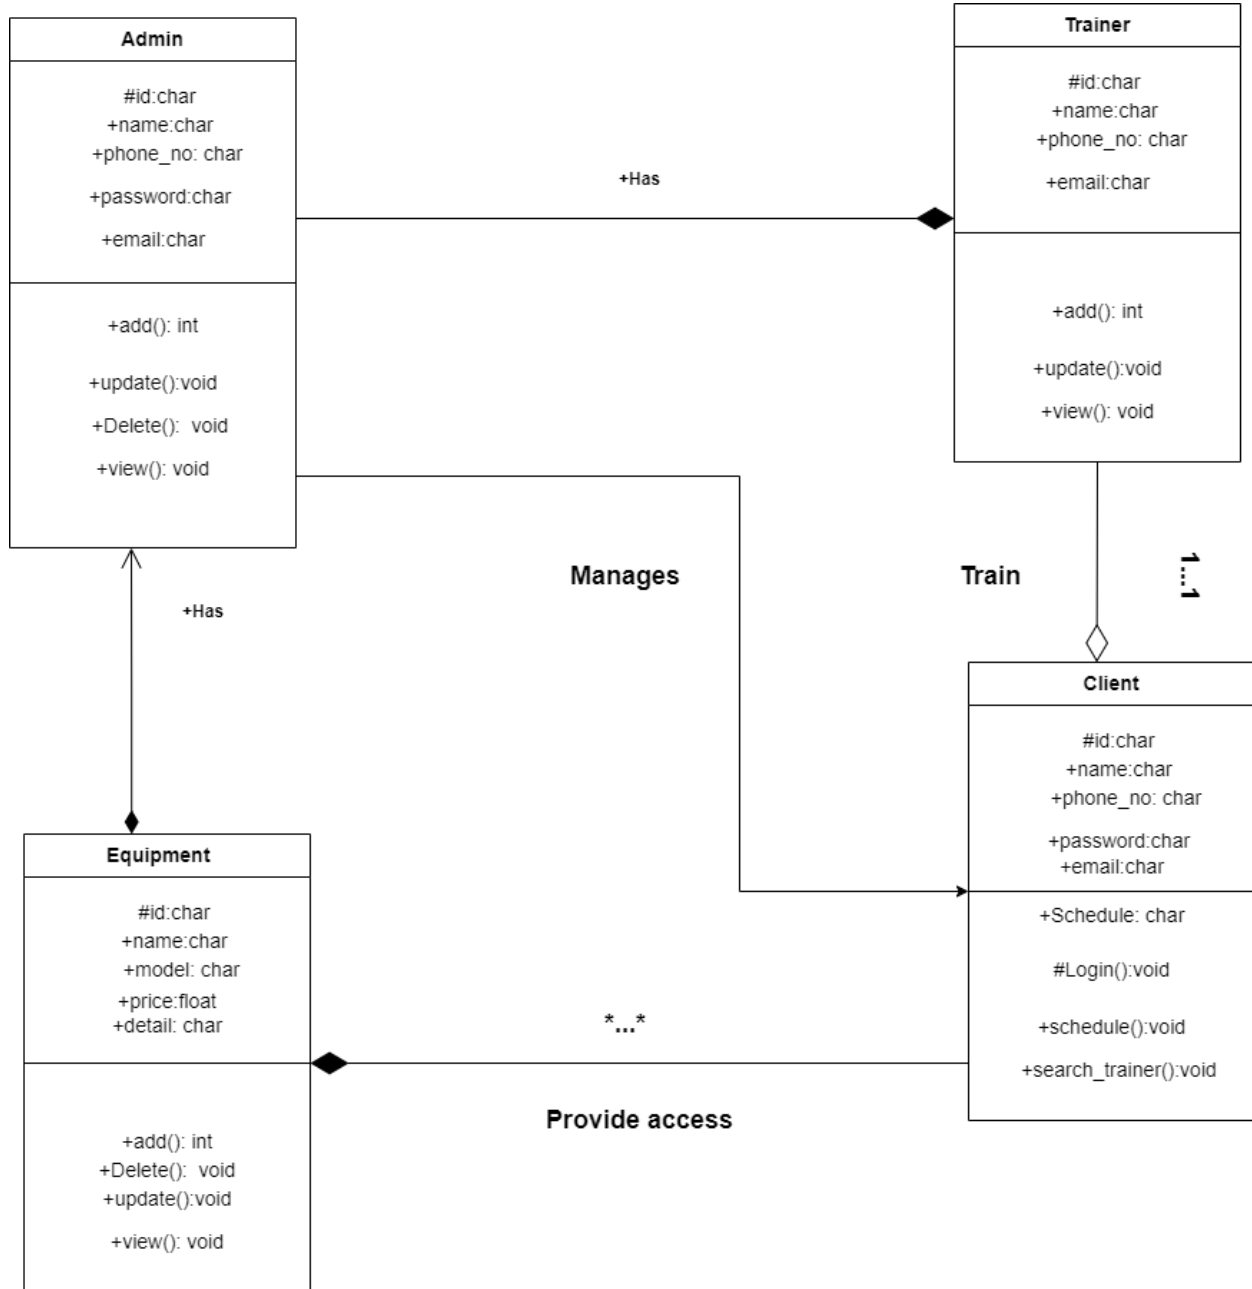 Admin
#id:char
+name:char
+phone_no: char
+password:char
+email:char
+add(): int
+update():void
+Delete():  void
+view(): void
+Has
Trainer
#id:char
+name:char
+phone_no: char
+email:char
+add(): int
+update():void
+view(): void
+Has
Manages
Train
1...1
Client
#id:char
+name:char
+phone_no: char
+password:char
+email:char
+Schedule: char
#Login():void
+schedule():void
+search_trainer():void
Equipment
#id:char
+name:char
+model: char
+price:float
+detail: char
+add(): int
+Delete():  void
+update():void
+view(): void
*...*
Provide access